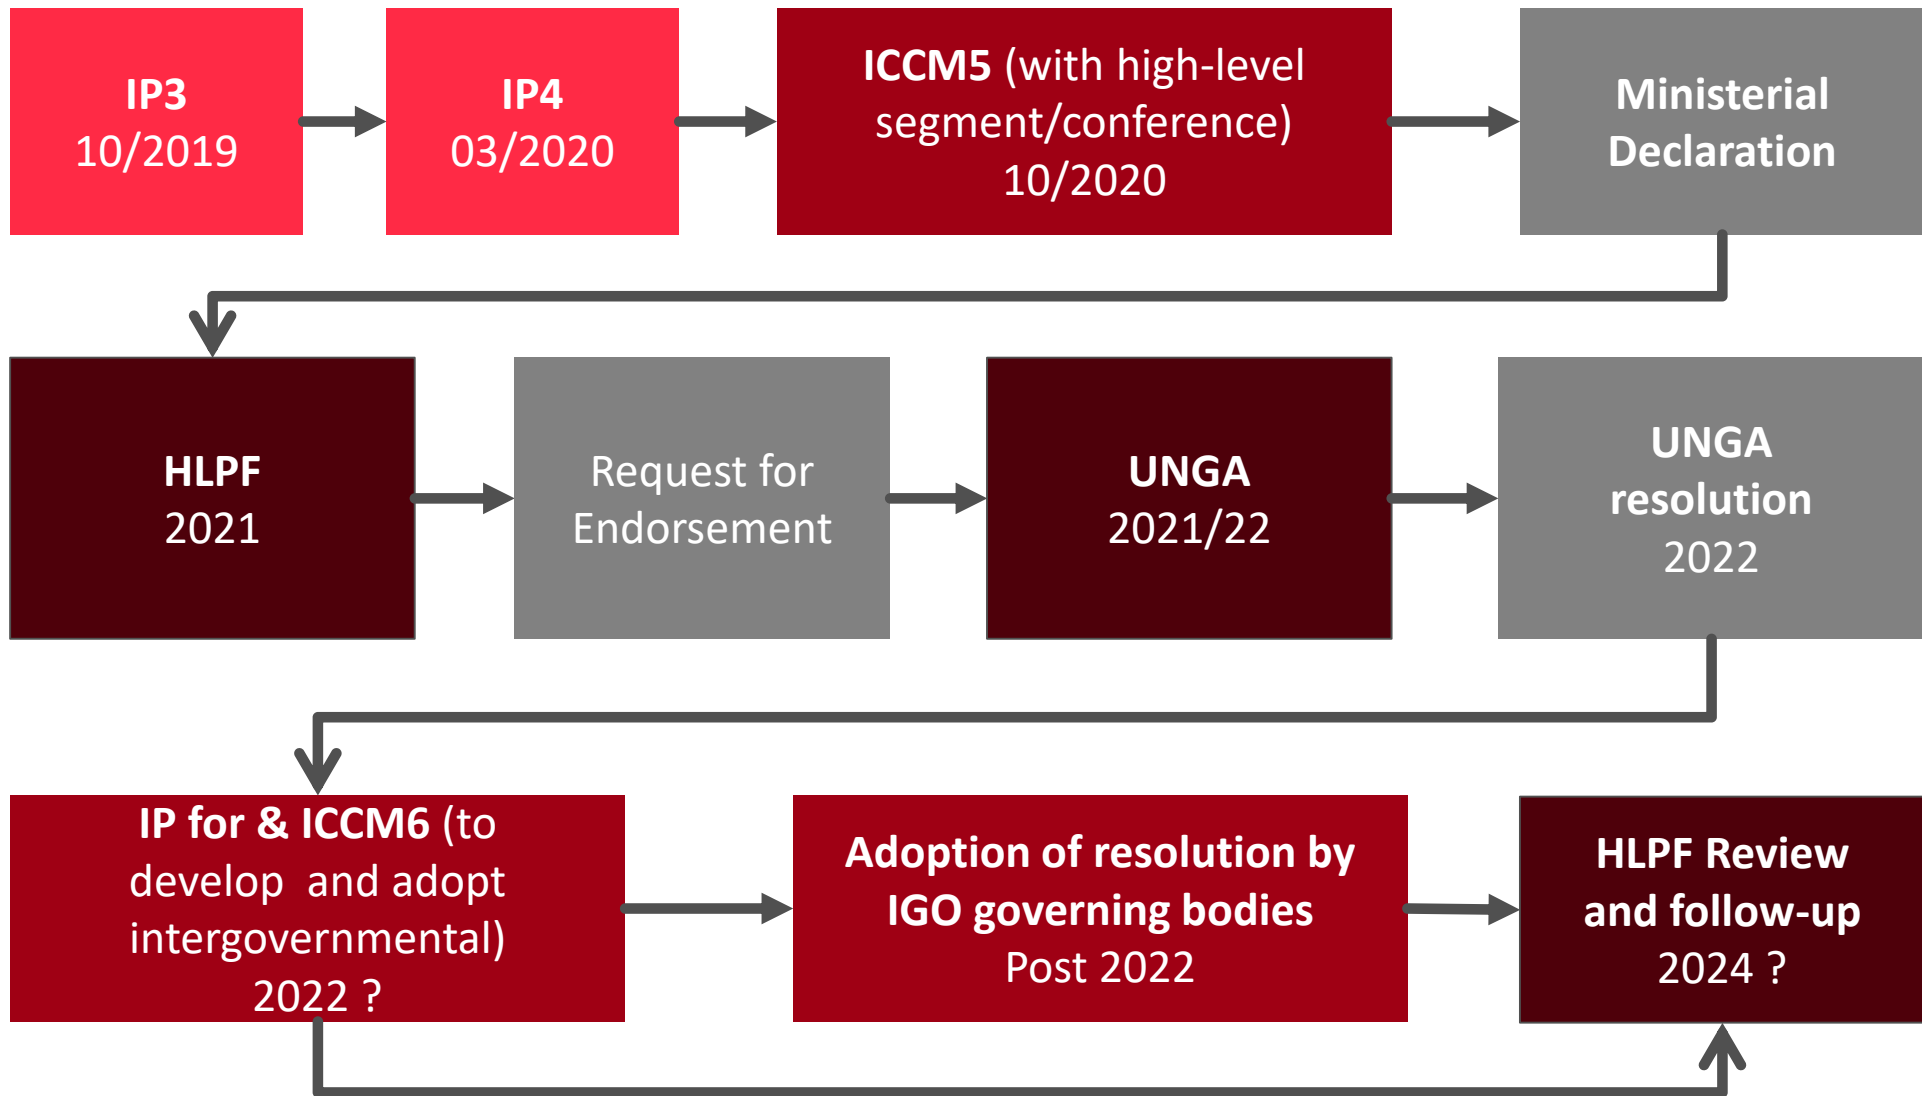 IP3
10/2019
IP4
03/2020
ICCM5 (with high-level
segment/conference)
10/2020
Ministerial
Declaration
HLPF
2021
Request for
Endorsement
UNGA
2021/22
UNGA
resolution
2022
IP for & ICCM6 (to
develop  and adopt
intergovernmental)
2022 ?
Adoption of resolution by
IGO governing bodies
Post 2022
HLPF Review
and follow-up
2024 ?